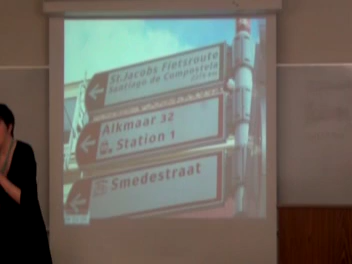 St.Jacobs Fietsroute
Santiago de Compostela
Alkmaar 32
Station 1
Smedestraat